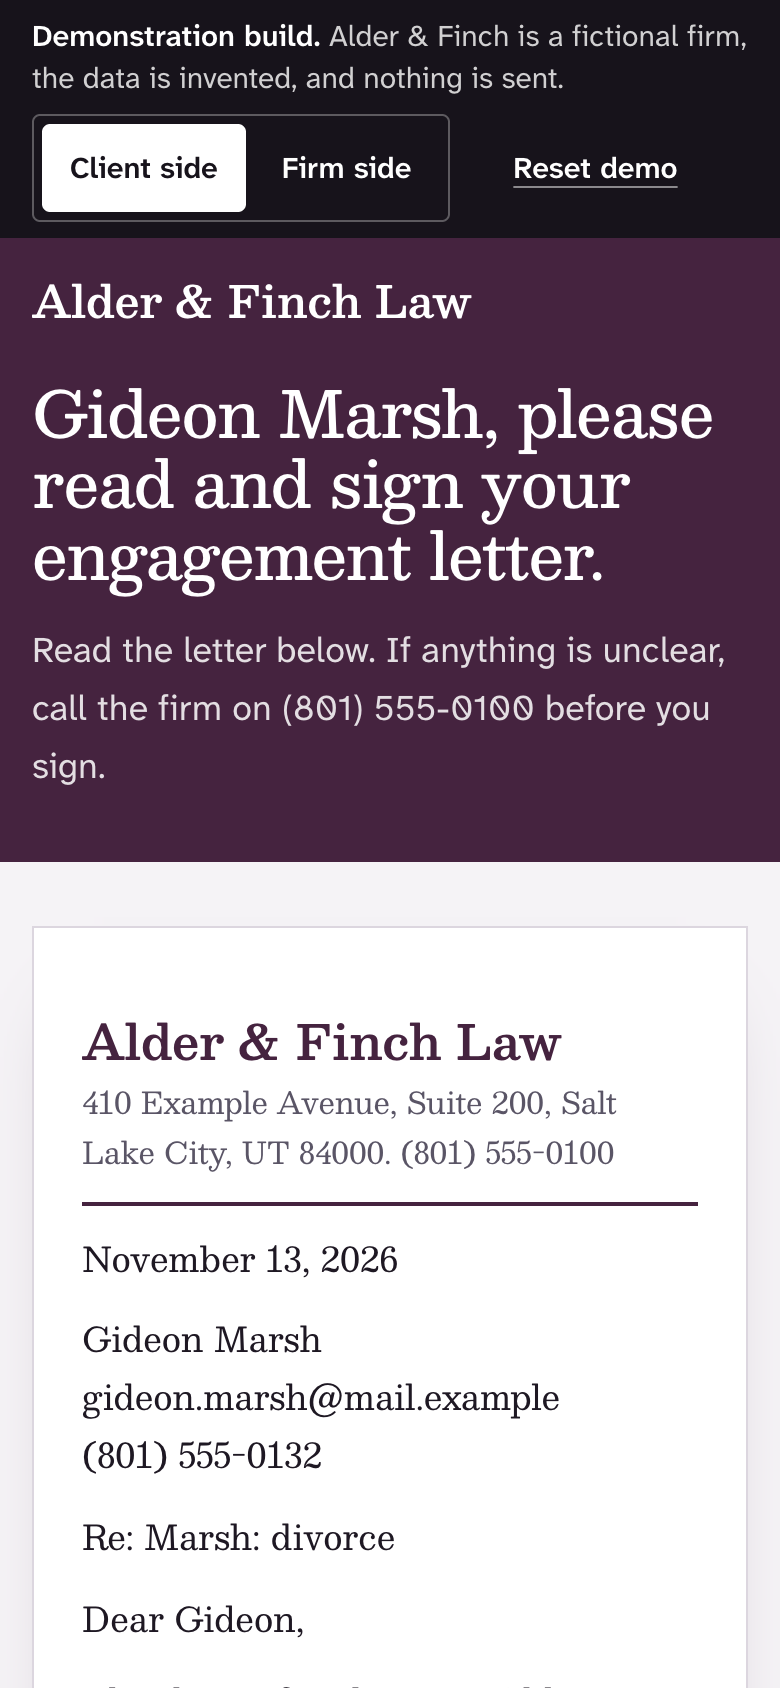 Demonstration build. Alder & Finch is a fictional firm,
the data is invented, and nothing is sent.
Client side
Firm side
Reset demo
Alder & Finch Law
Gideon Marsh, please
read and sign your
engagement letter.
Read the letter below. If anything is unclear,
call the firm on (801) 555-0100 before you
sign.
Alder & Finch Law
410 Example Avenue, Suite 200, Salt
Lake City, UT 84000. (801) 555-0100
November 13, 2026
Gideon Marsh
gideon.marsh@mail.example
(801) 555-0132
Re: Marsh: divorce
Dear Gideon,